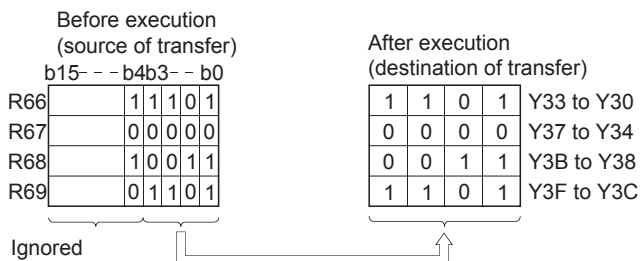 Before execution
(source of transfer)
b15- - - b4b3- - b0
R66 1 1 1 0 1
R67 0 0 0 0 0
R68 1 0 0 1 1
R69 0 1 1 0 1
Ignored
After execution
(destination of transfer)
1 1 0 1 Y33 to Y30
0 0 0 0 Y37 to Y34
0 0 1 1 Y3B to Y38
1 1 0 1 Y3F to Y3C